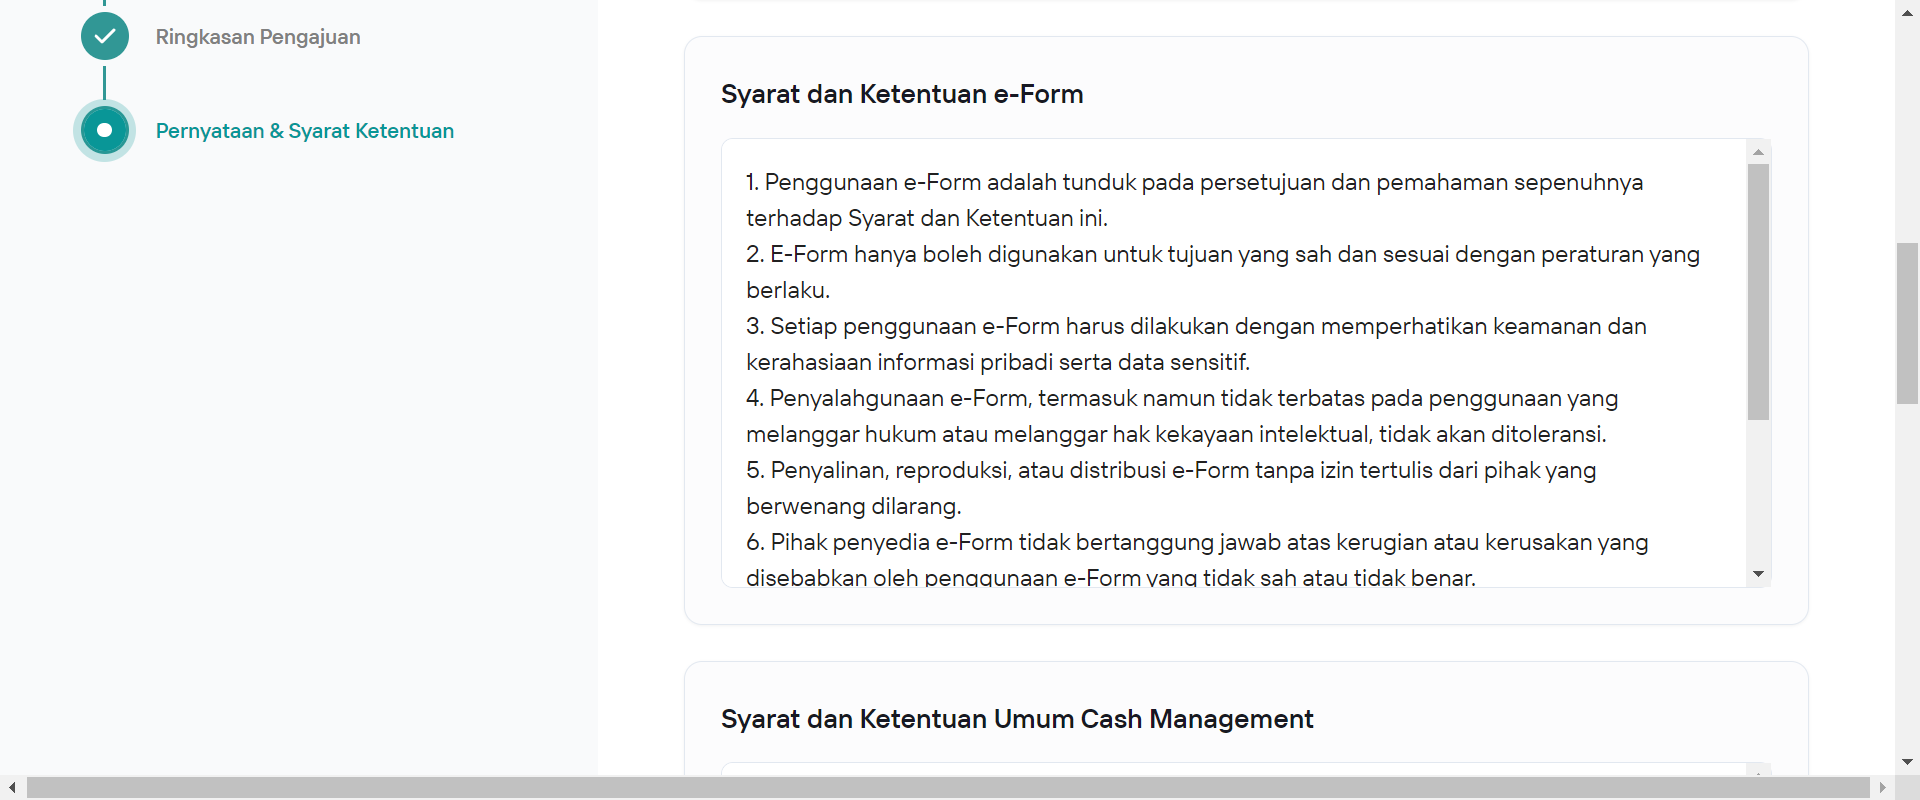 Ringkasan Pengajuan
Pernyataan & Syarat Ketentuan
Syarat dan Ketentuan e-Form
1. Penggunaan e-Form adalah tunduk pada persetujuan dan pemahaman sepenuhnya
terhadap Syarat dan Ketentuan ini.
2. E-Form hanya boleh digunakan untuk tujuan yang sah dan sesuai dengan peraturan yang
berlaku.
3. Setiap penggunaan e-Form harus dilakukan dengan memperhatikan keamanan dan
kerahasiaan informasi pribadi serta data sensitif.
4. Penyalahgunaan e-Form, termasuk namun tidak terbatas pada penggunaan yang
melanggar hukum atau melanggar hak kekayaan intelektual, tidak akan ditoleransi.
5. Penyalinan, reproduksi, atau distribusi e-Form tanpa izin tertulis dari pihak yang
berwenang dilarang.
6. Pihak penyedia e-Form tidak bertanggung jawab atas kerugian atau kerusakan yang
disebabkan oleh penggunaan e-Form yang tidak sah atau tidak benar.
Syarat dan Ketentuan Umum Cash Management